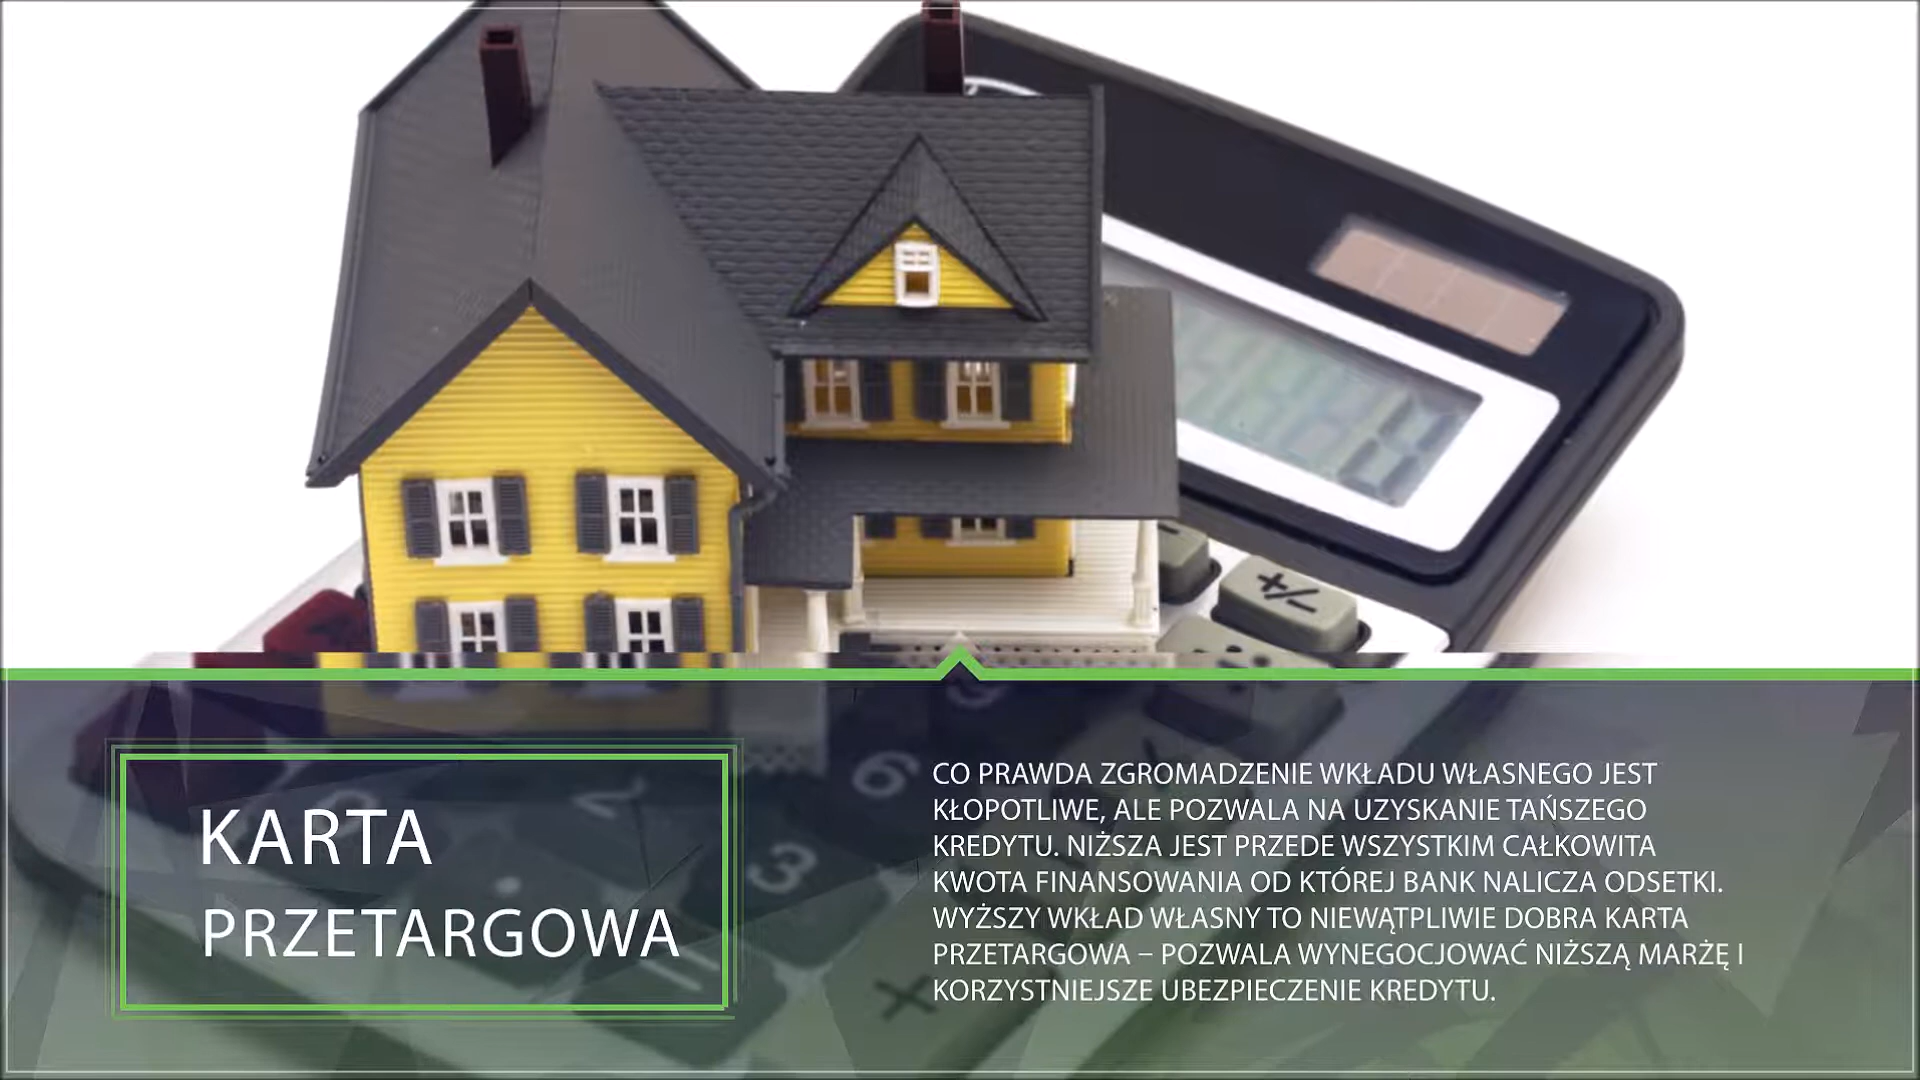 +/−
KARTA
PRZETARGOWA
CO PRAWDA ZGROMADZENIE WKŁADU WŁASNEGO JEST
KŁOPOTLIWE, ALE POZWALA NA UZYSKANIE TAŃSZEGO
KREDYTU. NIŻSZA JEST PRZEDE WSZYSTKIM CAŁKOWITA
KWOTA FINANSOWANIA OD KTÓREJ BANK NALICZA ODSETKI.
WYŻSZY WKŁAD WŁASNY TO NIEWĄTPLIWIE DOBRA KARTA
PRZETARGOWA – POZWALA WYNEGOCJOWAĆ NIŻSZĄ MARŻĘ I
KORZYSTNIEJSZE UBEZPIECZENIE KREDYTU.